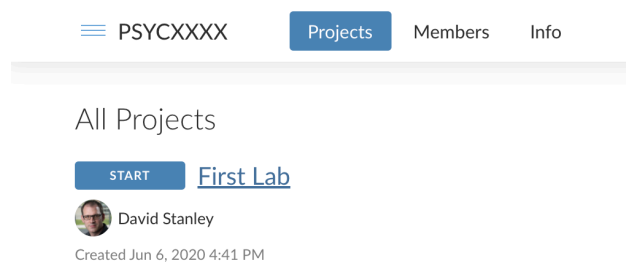 PSYCXXXX Projects Members Info
All Projects
START First Lab
David Stanley
Created Jun 6, 2020 4:41 PM